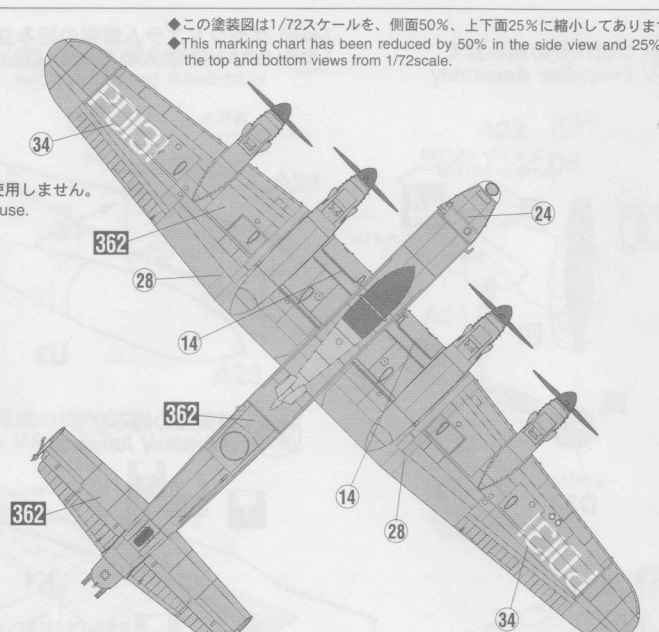 ◆この塗装図は1/72スケールを、側面50%、上下面25%に縮小してありま
◆This marking chart has been reduced by 50% in the side view and 25%
the top and bottom views from 1/72scale.
PD131
34
使用しません。
use.
24
362
28
14
362
14
28
362
PD131
34